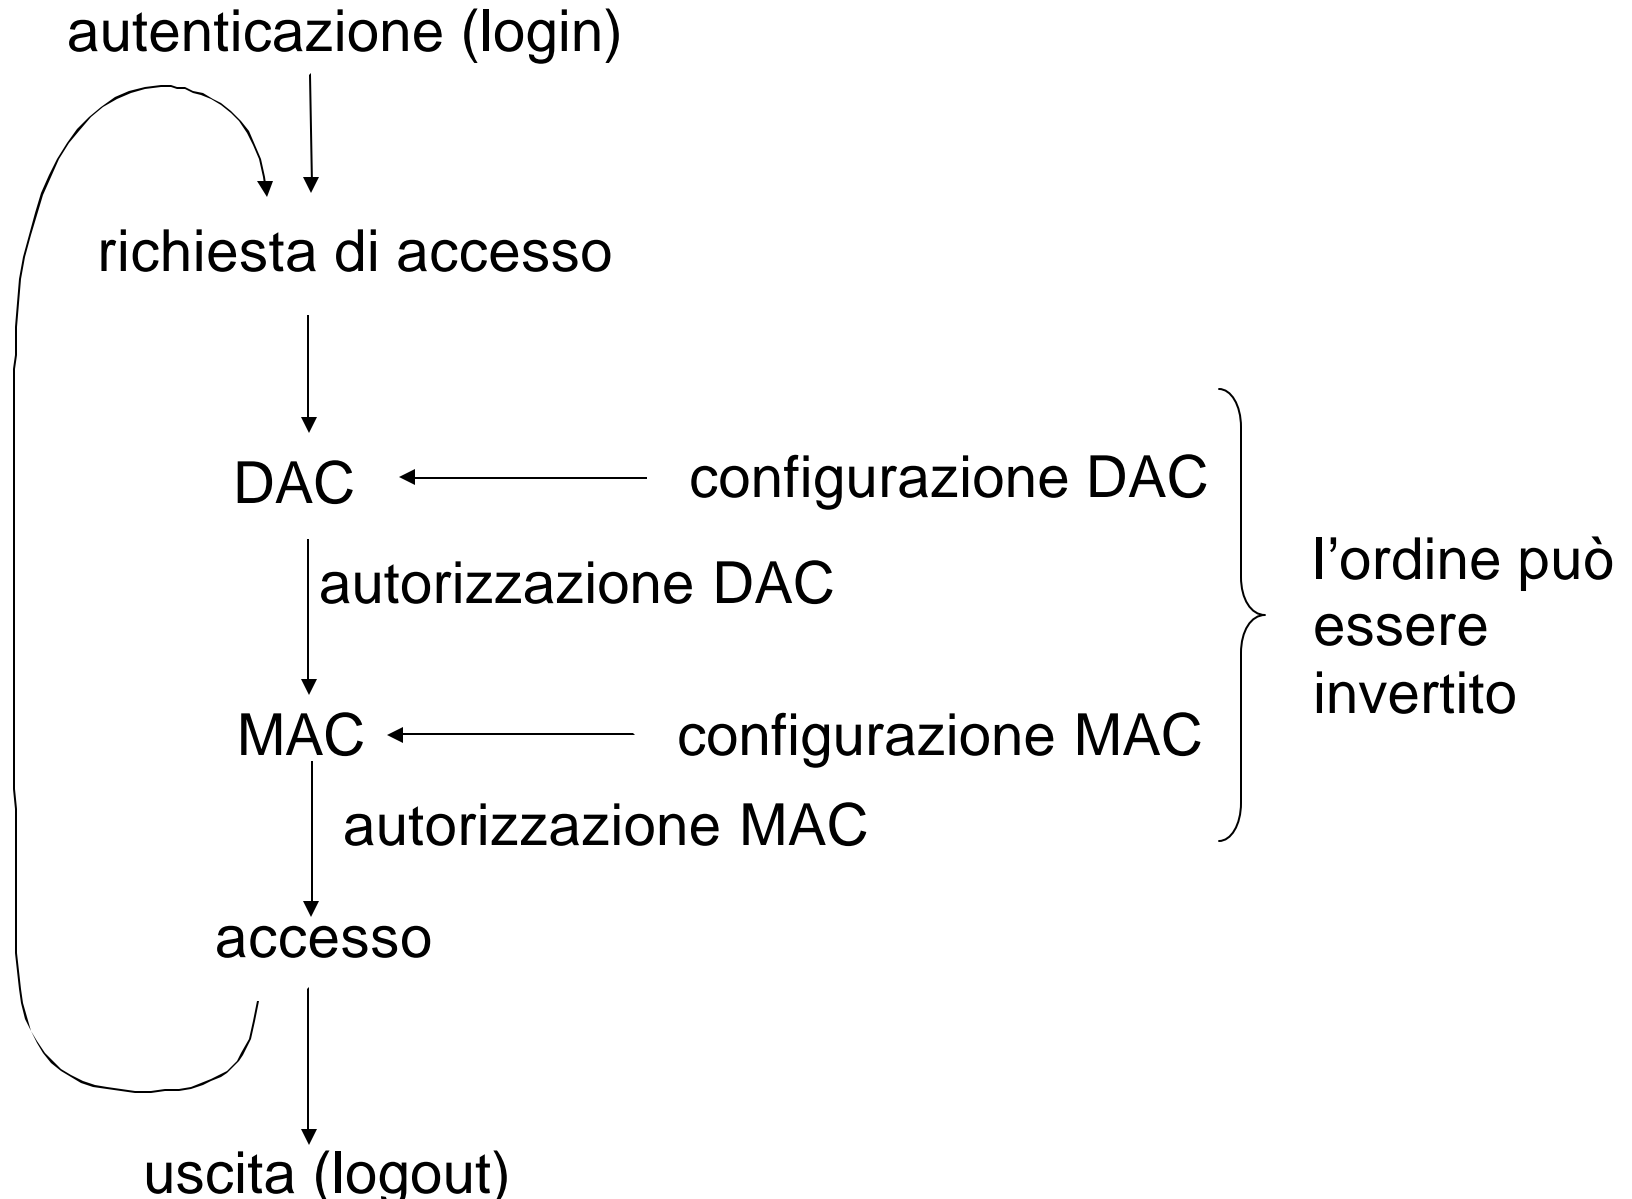 autenticazione (login)
richiesta di accesso
DAC
configurazione DAC
autorizzazione DAC
MAC
configurazione MAC
autorizzazione MAC
l’ordine può
essere
invertito
accesso
uscita (logout)